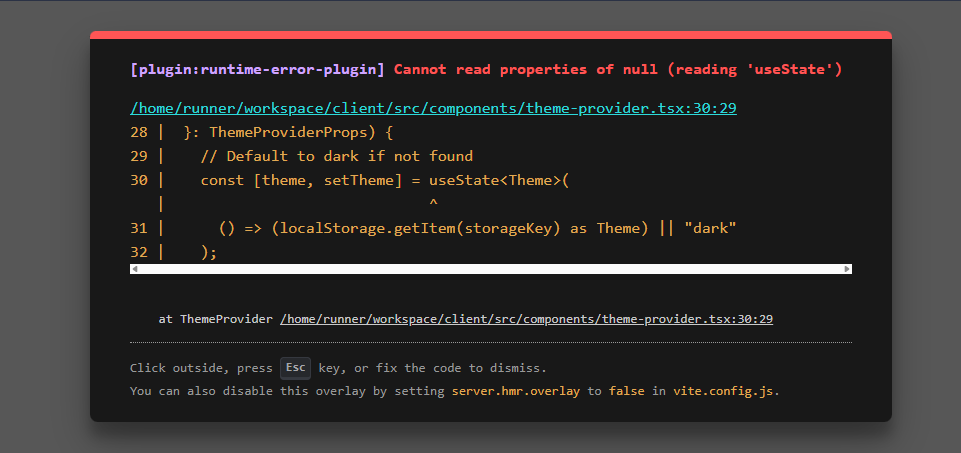 [plugin:runtime-error-plugin] Cannot read properties of null (reading 'useState')
/home/runner/workspace/client/src/components/theme-provider.tsx:30:29
28 |  }: ThemeProviderProps) {
29 |    // Default to dark if not found
30 |    const [theme, setTheme] = useState<Theme>(
   |                              ^
31 |      () => (localStorage.getItem(storageKey) as Theme) || "dark"
32 |    );
at ThemeProvider /home/runner/workspace/client/src/components/theme-provider.tsx:30:29
Click outside, press Esc key, or fix the code to dismiss.
You can also disable this overlay by setting server.hmr.overlay to false in vite.config.js.